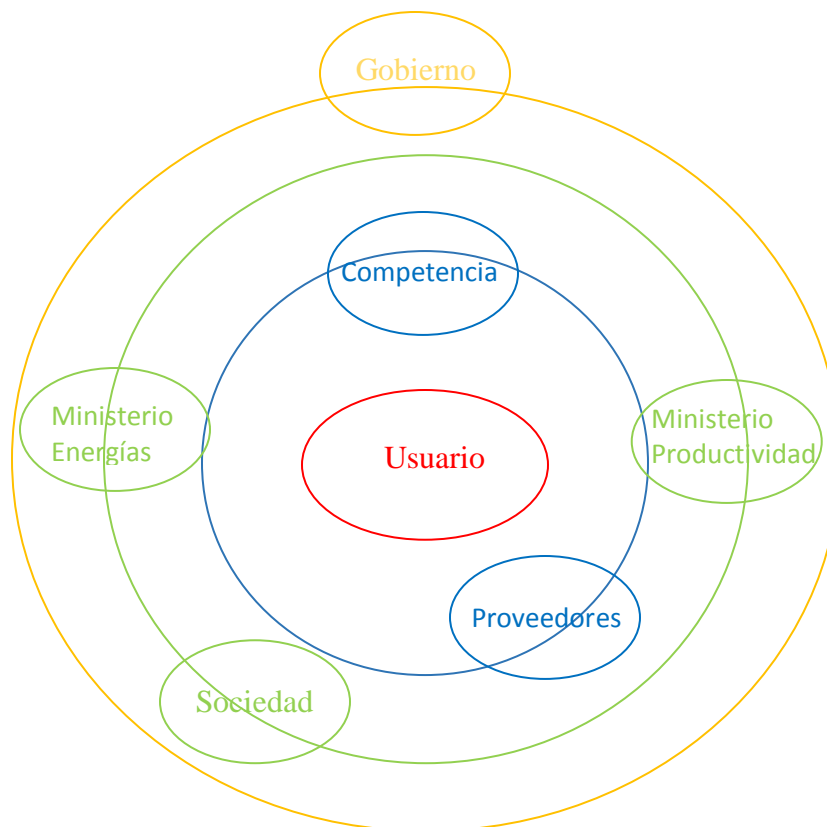 Gobierno
Competencia
Ministerio
Energías
Ministerio
Productividad
Usuario
Proveedores
Sociedad